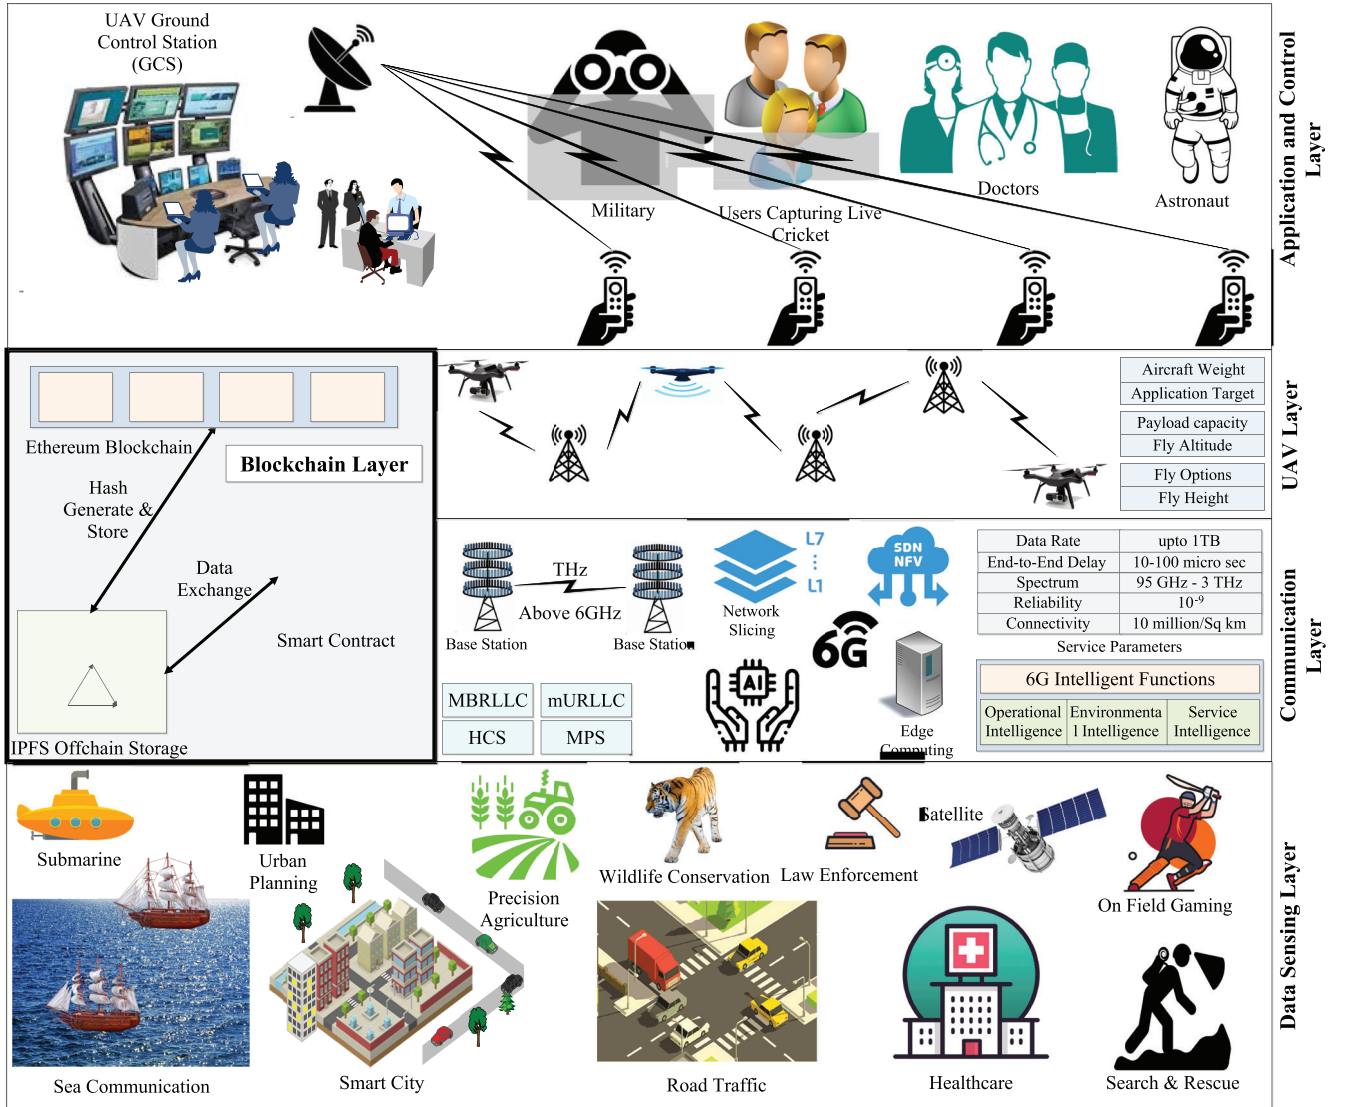 UAV Ground
Control Station
(GCS)
Military
Users Capturing Live
Cricket
Doctors
Astronaut
Application and Control
Layer
Ethereum Blockchain
Blockchain Layer
Hash
Generate &
Store
Data
Exchange
Smart Contract
IPFS Offchain Storage
Aircraft Weight
Application Target
Payload capacity
Fly Altitude
Fly Options
Fly Height
UAV Layer
THz
Above 6GHz
Base Station
Base Station
MBRLLC
mURLLC
HCS
MPS
L7
L1
Network
Slicing
SDN
NFV
6G
AI
Edge
Computing
Data Rate upto 1TB
End-to-End Delay 10-100 micro sec
Spectrum 95 GHz - 3 THz
Reliability 10-9
Connectivity 10 million/Sq km
Service Parameters
6G Intelligent Functions
Operational
Intelligence
Environmenta
l Intelligence
Service
Intelligence
Communication
Layer
Submarine
Urban
Planning
Precision
Agriculture
Wildlife Conservation
Law Enforcement
Satellite
On Field Gaming
Sea Communication
Smart City
Road Traffic
Healthcare
Search & Rescue
Data Sensing Layer